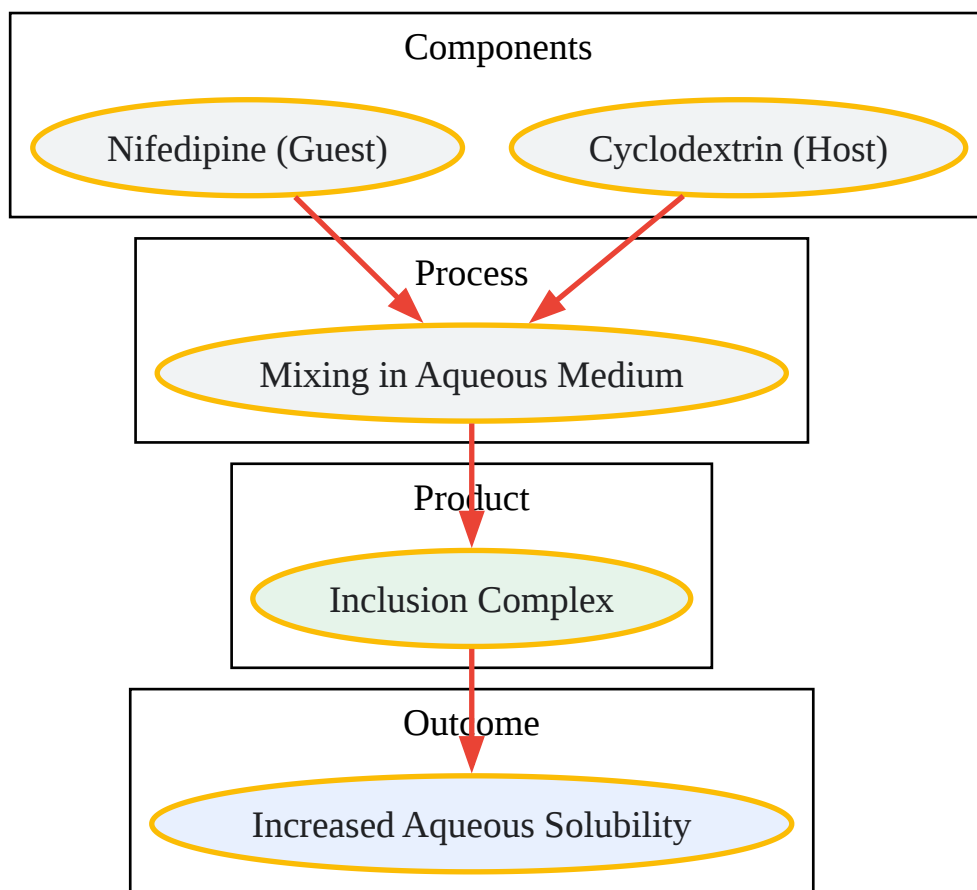 Components
Nifedipine (Guest)
Cyclodextrin (Host)
Process
Mixing in Aqueous Medium
Product
Inclusion Complex
Outcome
Increased Aqueous Solubility